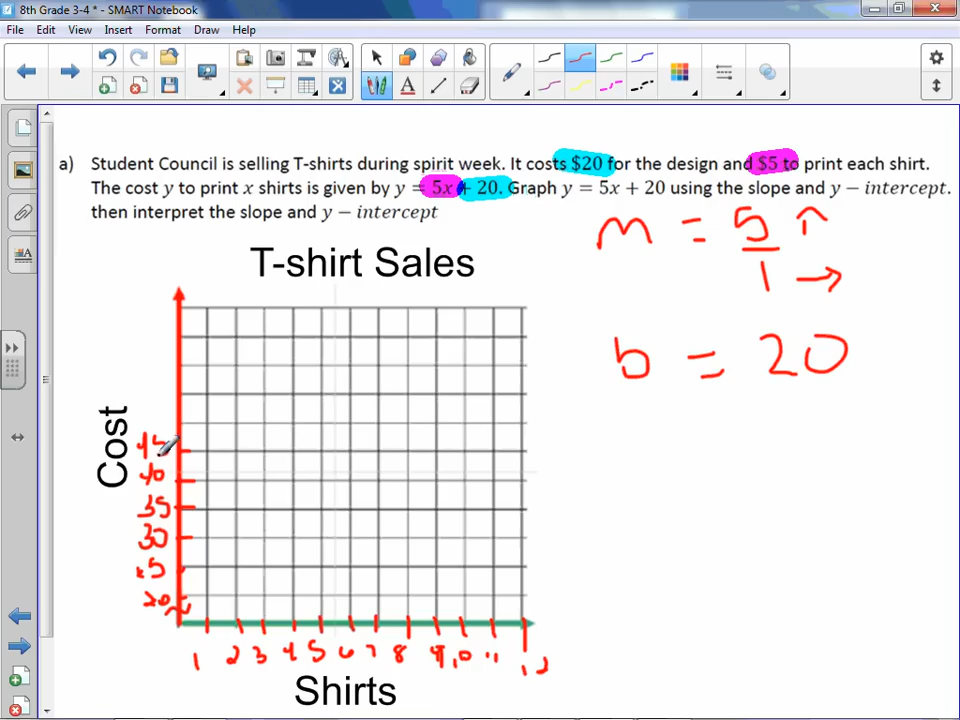 8th Grade 3-4 * - SMART Notebook
File Edit View Insert Format Draw Help
a) Student Council is selling T-shirts during spirit week. It costs $20 for the design and $5 to print each shirt.
The cost y to print x shirts is given by y = 5x + 20. Graph y = 5x + 20 using the slope and y − intercept.
then interpret the slope and y − intercept
m = 5/1
b = 20
T-shirt Sales
Cost
45
40
35
30
25
20
1 2 3 4 5 6 7 8 9 10 11 12
Shirts